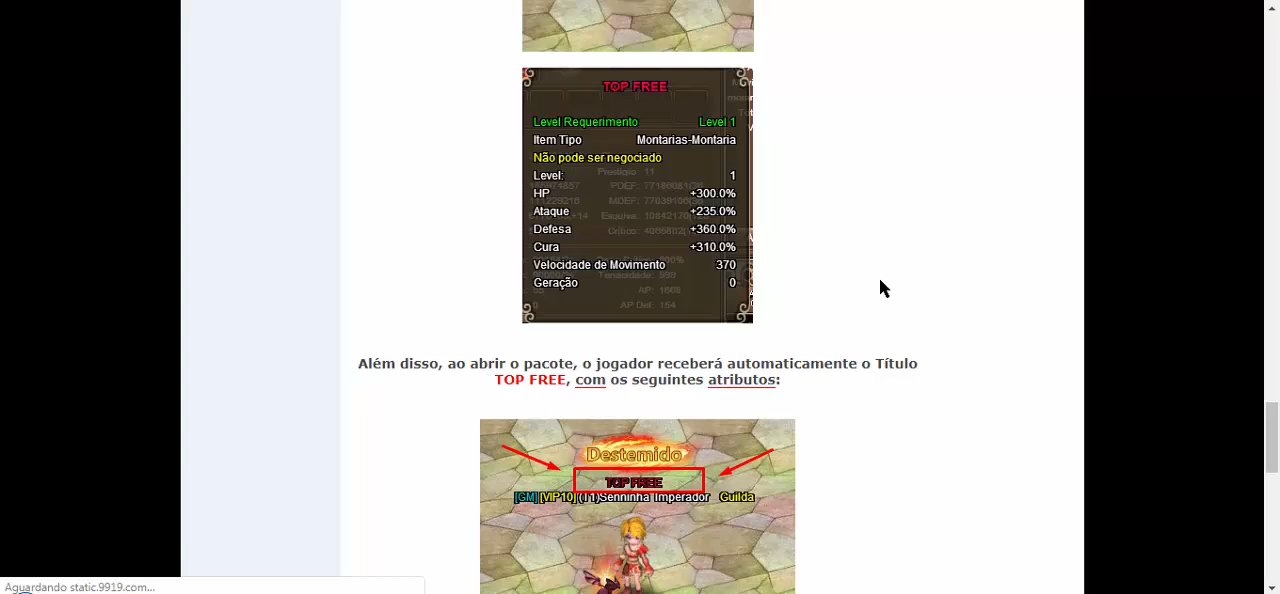 TOP FREE
Level Requerimento Level 1
Item Tipo Montarias-Montaria
Não pode ser negociado
Level: 1
HP +300.0%
Ataque +235.0%
Defesa +360.0%
Cura +310.0%
Velocidade de Movimento 370
Geração 0
Além disso, ao abrir o pacote, o jogador receberá automaticamente o Título
TOP FREE, com os seguintes atributos:
Destemido
TOP FREE
[GM] [VIP10] (T1)Senninha Imperador Guilda
Aguardando static.9919.com...